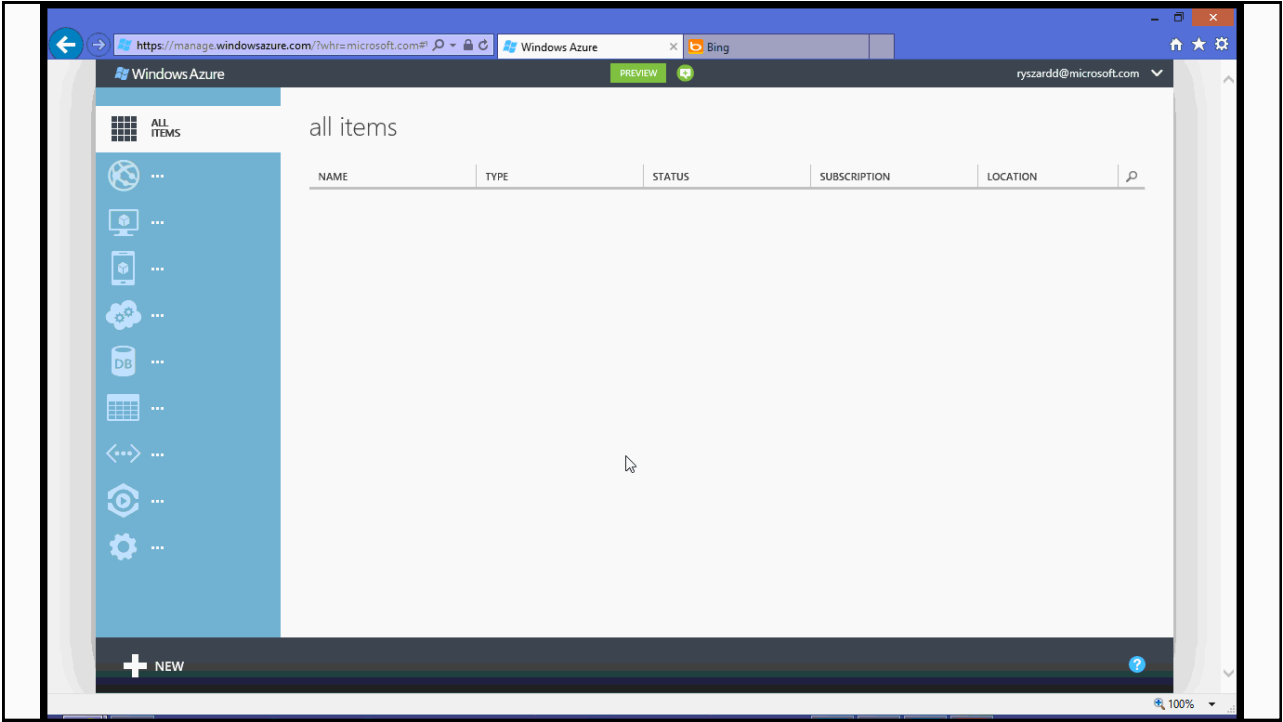 https://manage.windowsazure.com/?whr=microsoft.com#
Windows Azure
Bing
Windows Azure
PREVIEW
ryszardd@microsoft.com
ALL
ITEMS
all items
NAME TYPE STATUS SUBSCRIPTION LOCATION
...
...
...
...
DB ...
...
...
...
...
NEW
?
100%